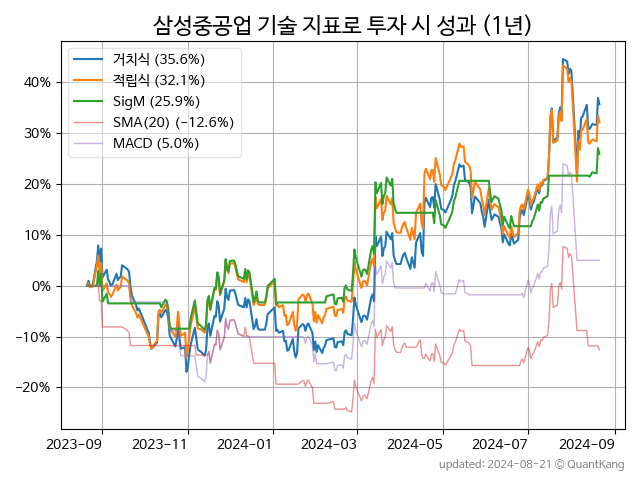 삼성중공업 기술 지표로 투자 시 성과 (1년)
거치식 (35.6%)
적립식 (32.1%)
SigM (25.9%)
SMA(20) (−12.6%)
MACD (5.0%)
40%
30%
20%
10%
0%
−10%
−20%
2023-09 2023-11 2024-01 2024-03 2024-05 2024-07 2024-09
updated: 2024-08-21 © QuantKang